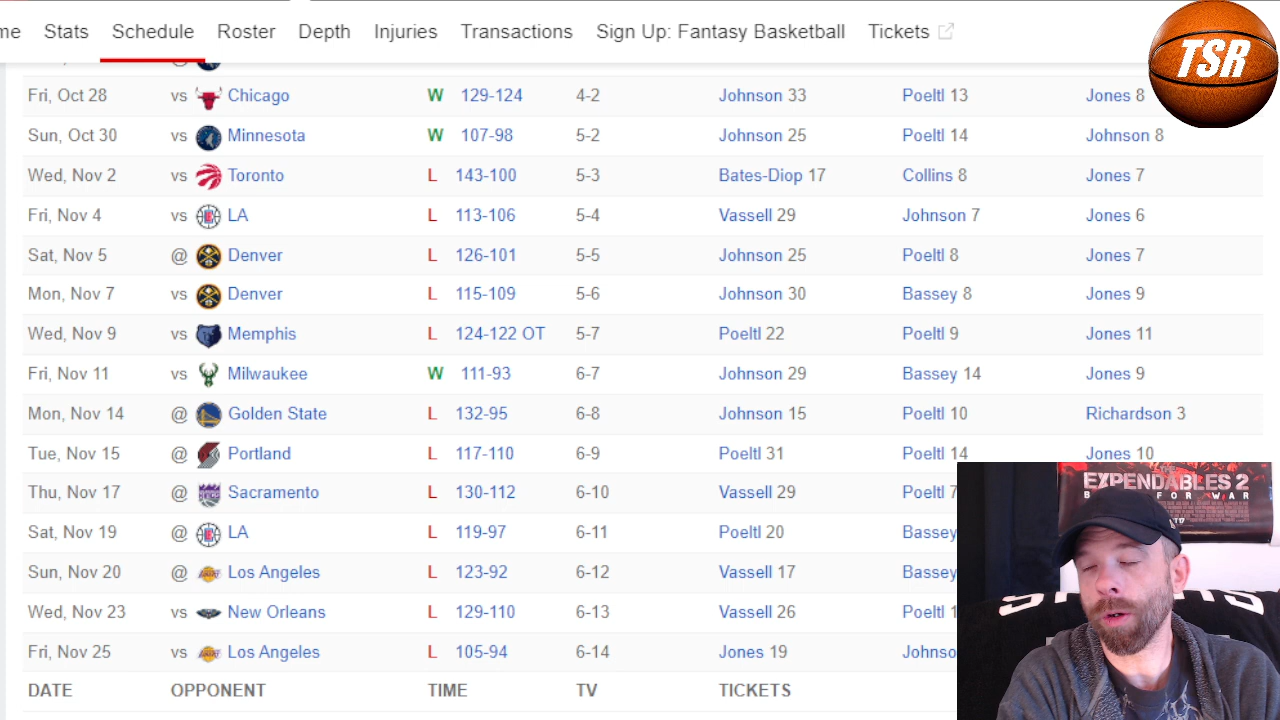 me Stats Schedule Roster Depth Injuries Transactions Sign Up: Fantasy Basketball Tickets
TSR
Fri, Oct 28 vs Chicago W 129-124 4-2 Johnson 33 Poeltl 13 Jones 8
Sun, Oct 30 vs Minnesota W 107-98 5-2 Johnson 25 Poeltl 14 Johnson 8
Wed, Nov 2 vs Toronto L 143-100 5-3 Bates-Diop 17 Collins 8 Jones 7
Fri, Nov 4 vs LA L 113-106 5-4 Vassell 29 Johnson 7 Jones 6
Sat, Nov 5 @ Denver L 126-101 5-5 Johnson 25 Poeltl 8 Jones 7
Mon, Nov 7 vs Denver L 115-109 5-6 Johnson 30 Bassey 8 Jones 9
Wed, Nov 9 vs Memphis L 124-122 OT 5-7 Poeltl 22 Poeltl 9 Jones 11
Fri, Nov 11 vs Milwaukee W 111-93 6-7 Johnson 29 Bassey 14 Jones 9
Mon, Nov 14 @ Golden State L 132-95 6-8 Johnson 15 Poeltl 10 Richardson 3
Tue, Nov 15 @ Portland L 117-110 6-9 Poeltl 31 Poeltl 14 Jones 10
Thu, Nov 17 @ Sacramento L 130-112 6-10 Vassell 29 Poeltl 7
Sat, Nov 19 @ LA L 119-97 6-11 Poeltl 20 Bassey
Sun, Nov 20 @ Los Angeles L 123-92 6-12 Vassell 17 Bassey
Wed, Nov 23 vs New Orleans L 129-110 6-13 Vassell 26 Poeltl 1
Fri, Nov 25 vs Los Angeles L 105-94 6-14 Jones 19 Johnso
DATE OPPONENT TIME TV TICKETS
THE
EXPENDABLES 2